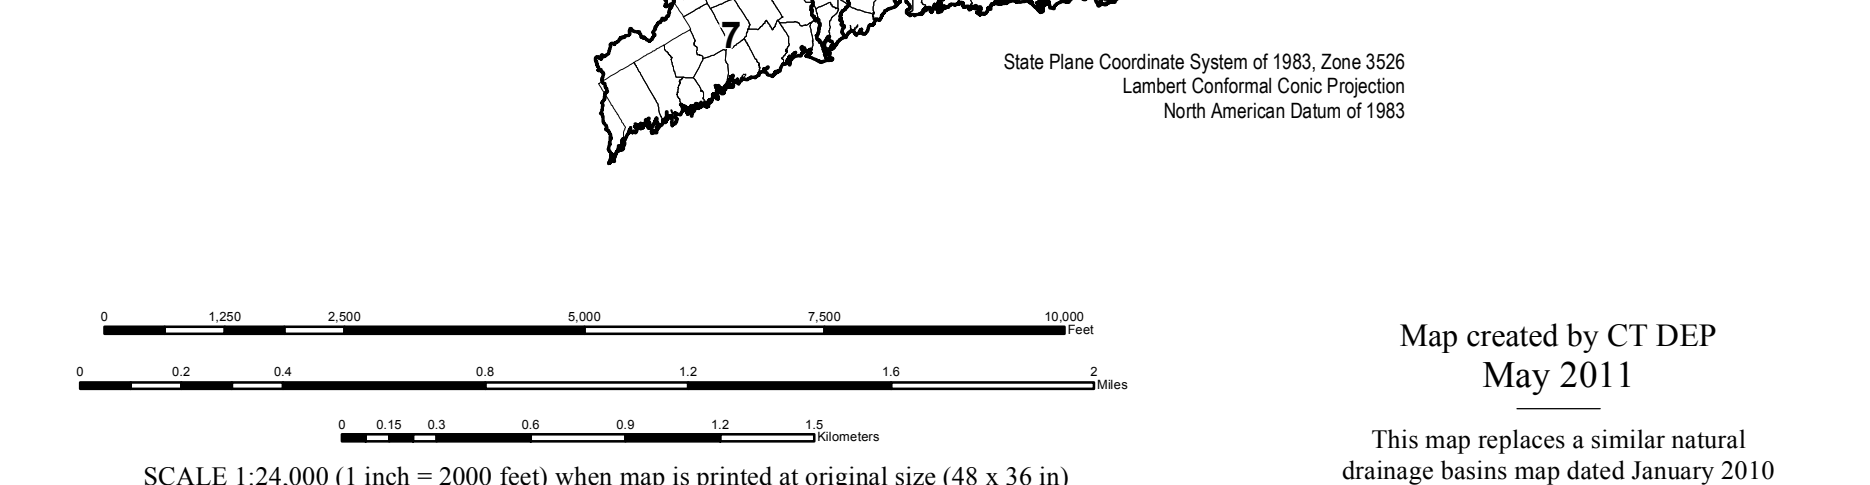 7
State Plane Coordinate System of 1983, Zone 3526
Lambert Conformal Conic Projection
North American Datum of 1983
0 1,250 2,500 5,000 7,500 10,000
Feet
0 0.2 0.4 0.8 1.2 1.6 2
Miles
0 0.15 0.3 0.6 0.9 1.2 1.5
Kilometers
SCALE 1:24,000 (1 inch = 2000 feet) when map is printed at original size (48 x 36 in)
Map created by CT DEP
May 2011
This map replaces a similar natural
drainage basins map dated January 2010